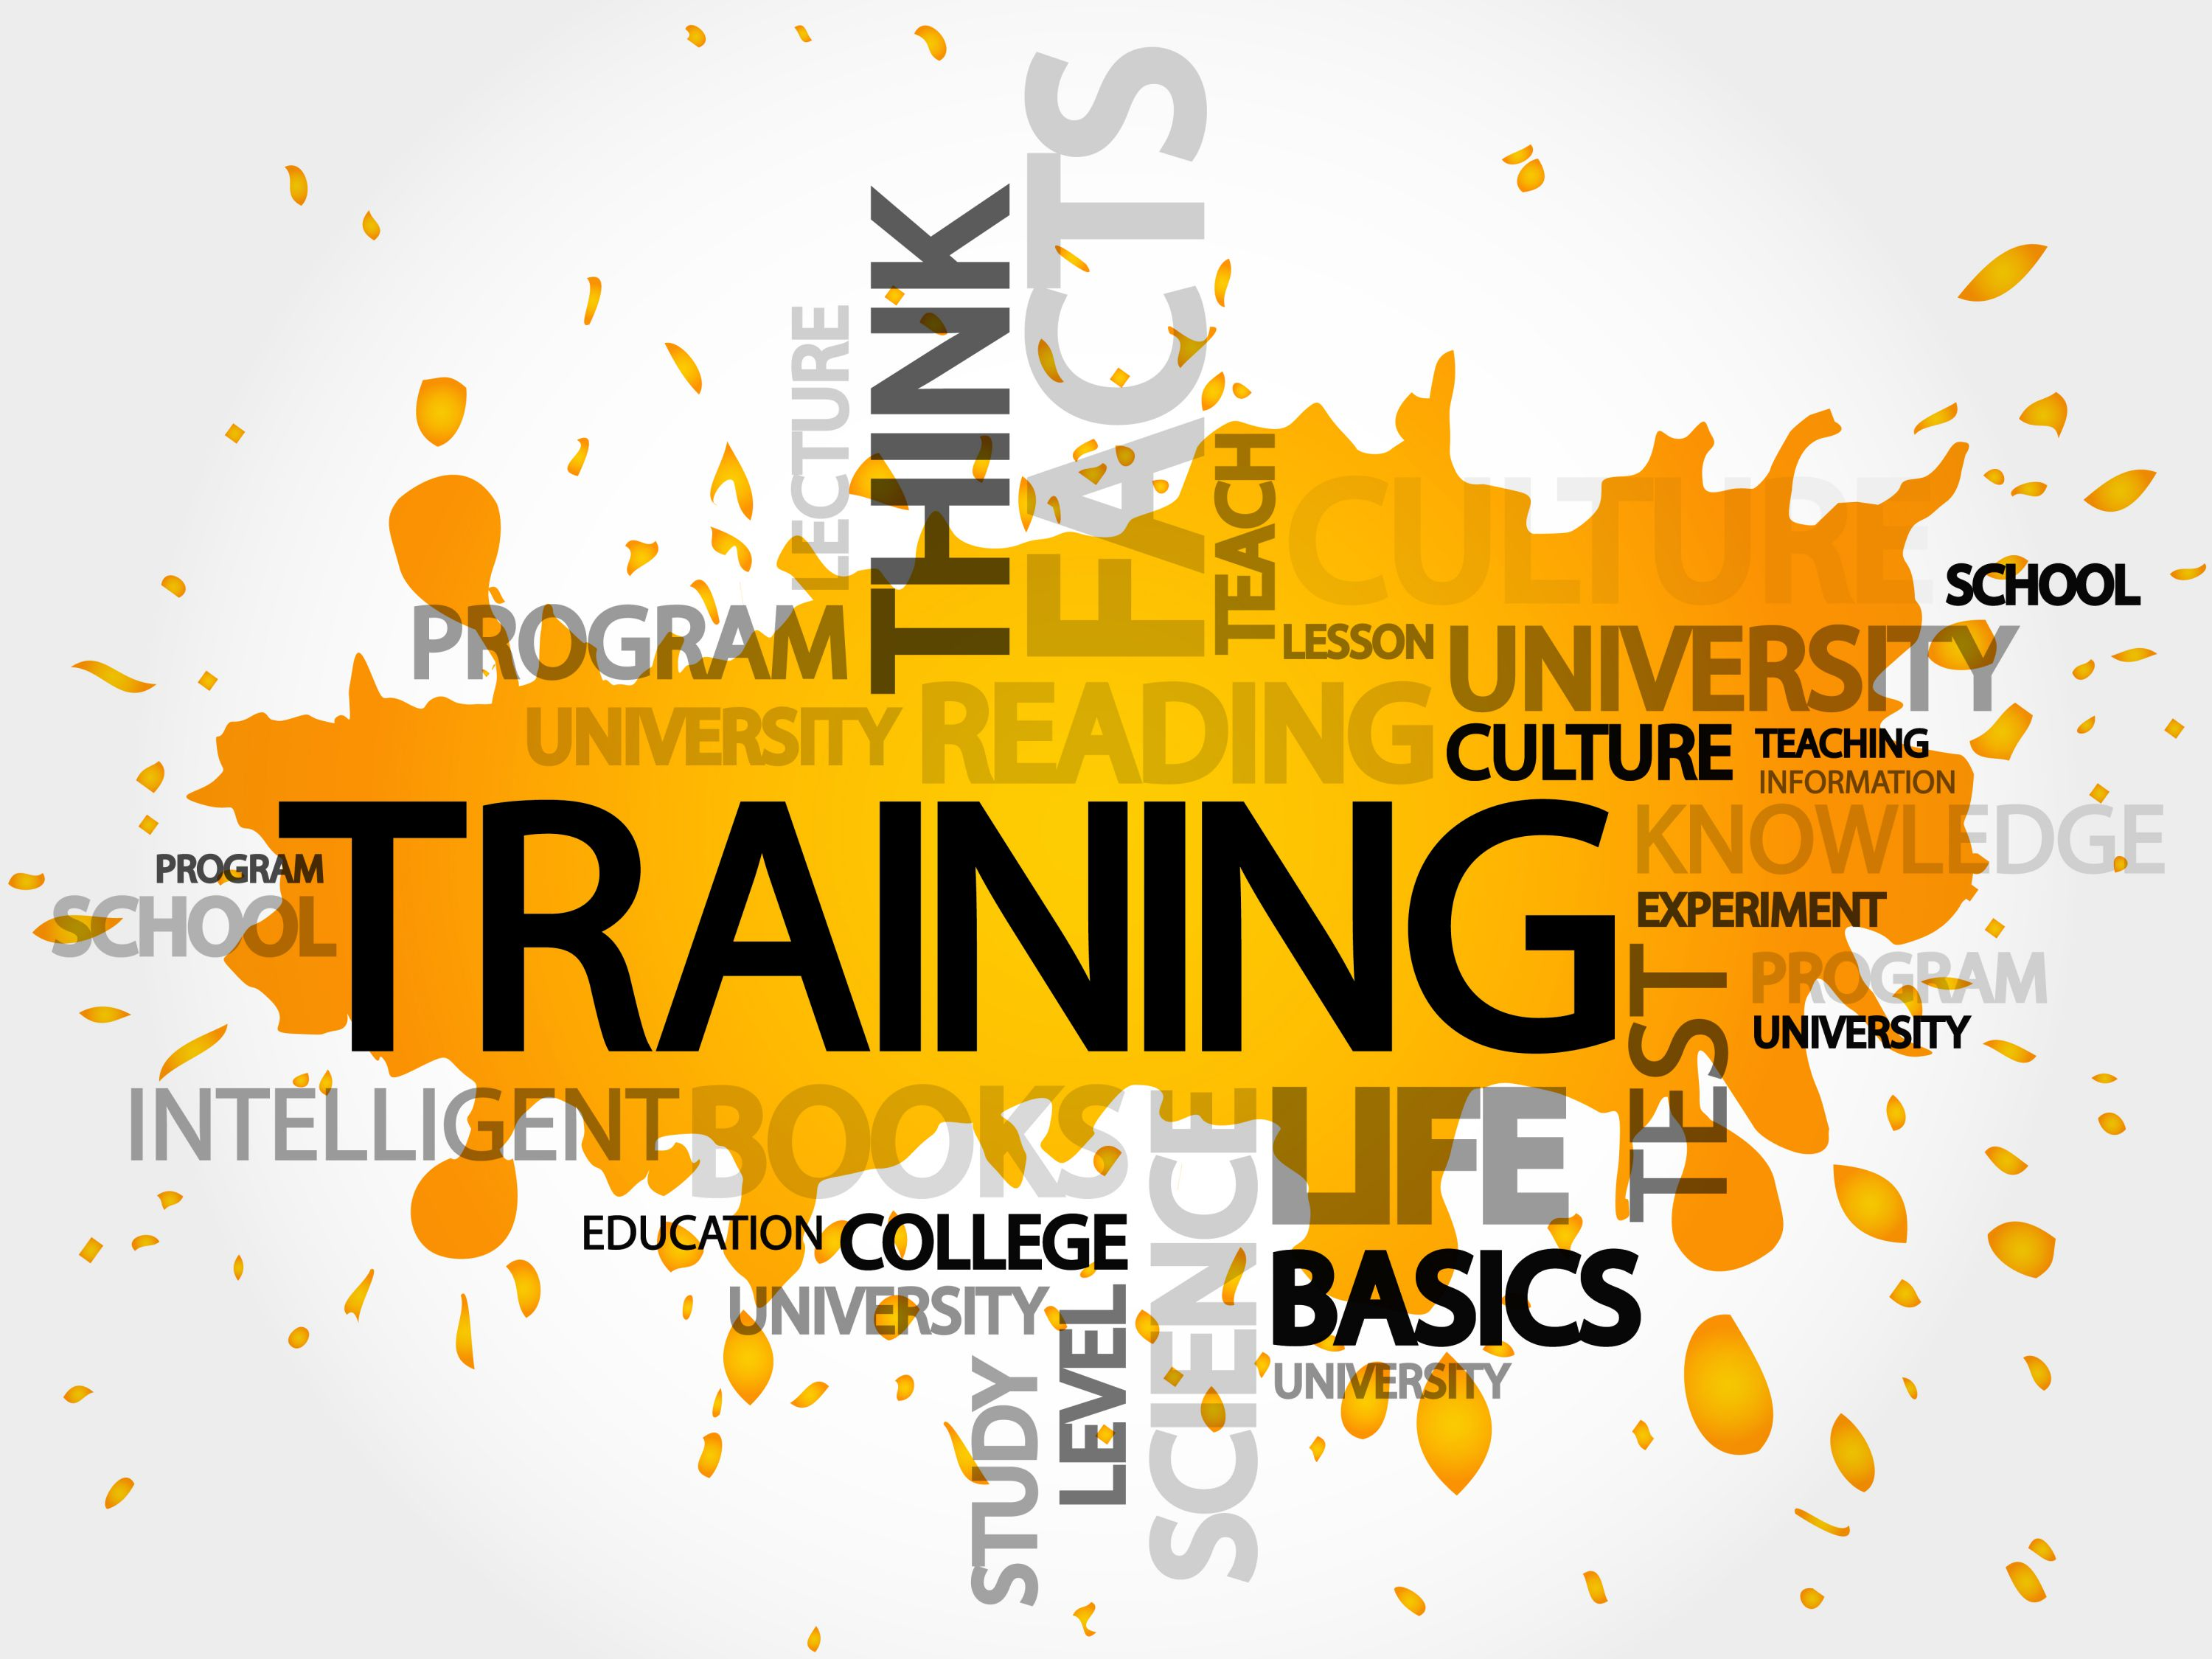 FACTS
THINK
LECTURE
TEACH
CULTURE
SCHOOL
PROGRAM
LESSON
UNIVERSITY
UNIVERSITY
READING
CULTURE
TEACHING
INFORMATION
TRAINING
KNOWLEDGE
PROGRAM
SCHOOL
EXPERIMENT
TEST
PROGRAM
UNIVERSITY
INTELLIGENT
BOOKS
SCIENCE
LIFE
EDUCATION
COLLEGE
BASICS
UNIVERSITY
LEVEL
STUDY
UNIVERSITY